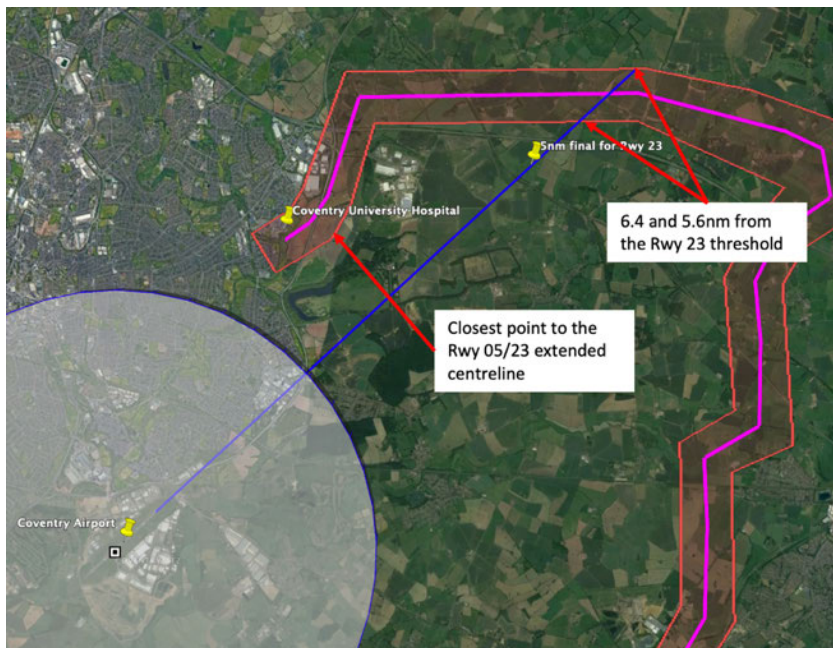 5nm final for Rwy 23
Coventry University Hospital
6.4 and 5.6nm from
the Rwy 23 threshold
Closest point to the
Rwy 05/23 extended
centreline
Coventry Airport